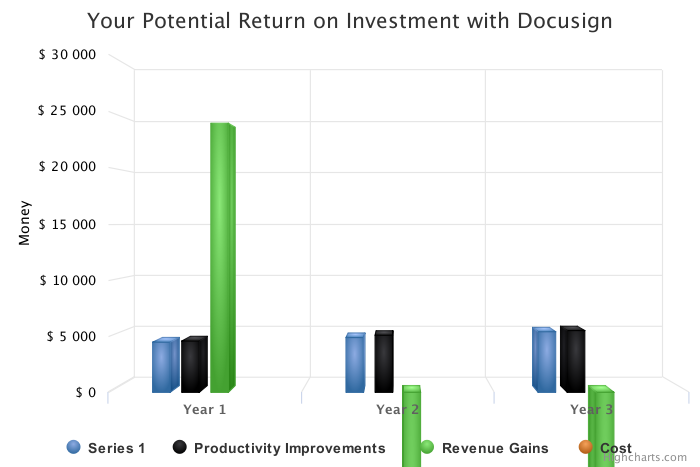 Your Potential Return on Investment with Docusign
$ 30 000
$ 25 000
$ 20 000
$ 15 000
$ 10 000
$ 5 000
$ 0
Money
Year 1
Year 2
Year 3
Series 1
Productivity Improvements
Revenue Gains
Cost
Highcharts.com